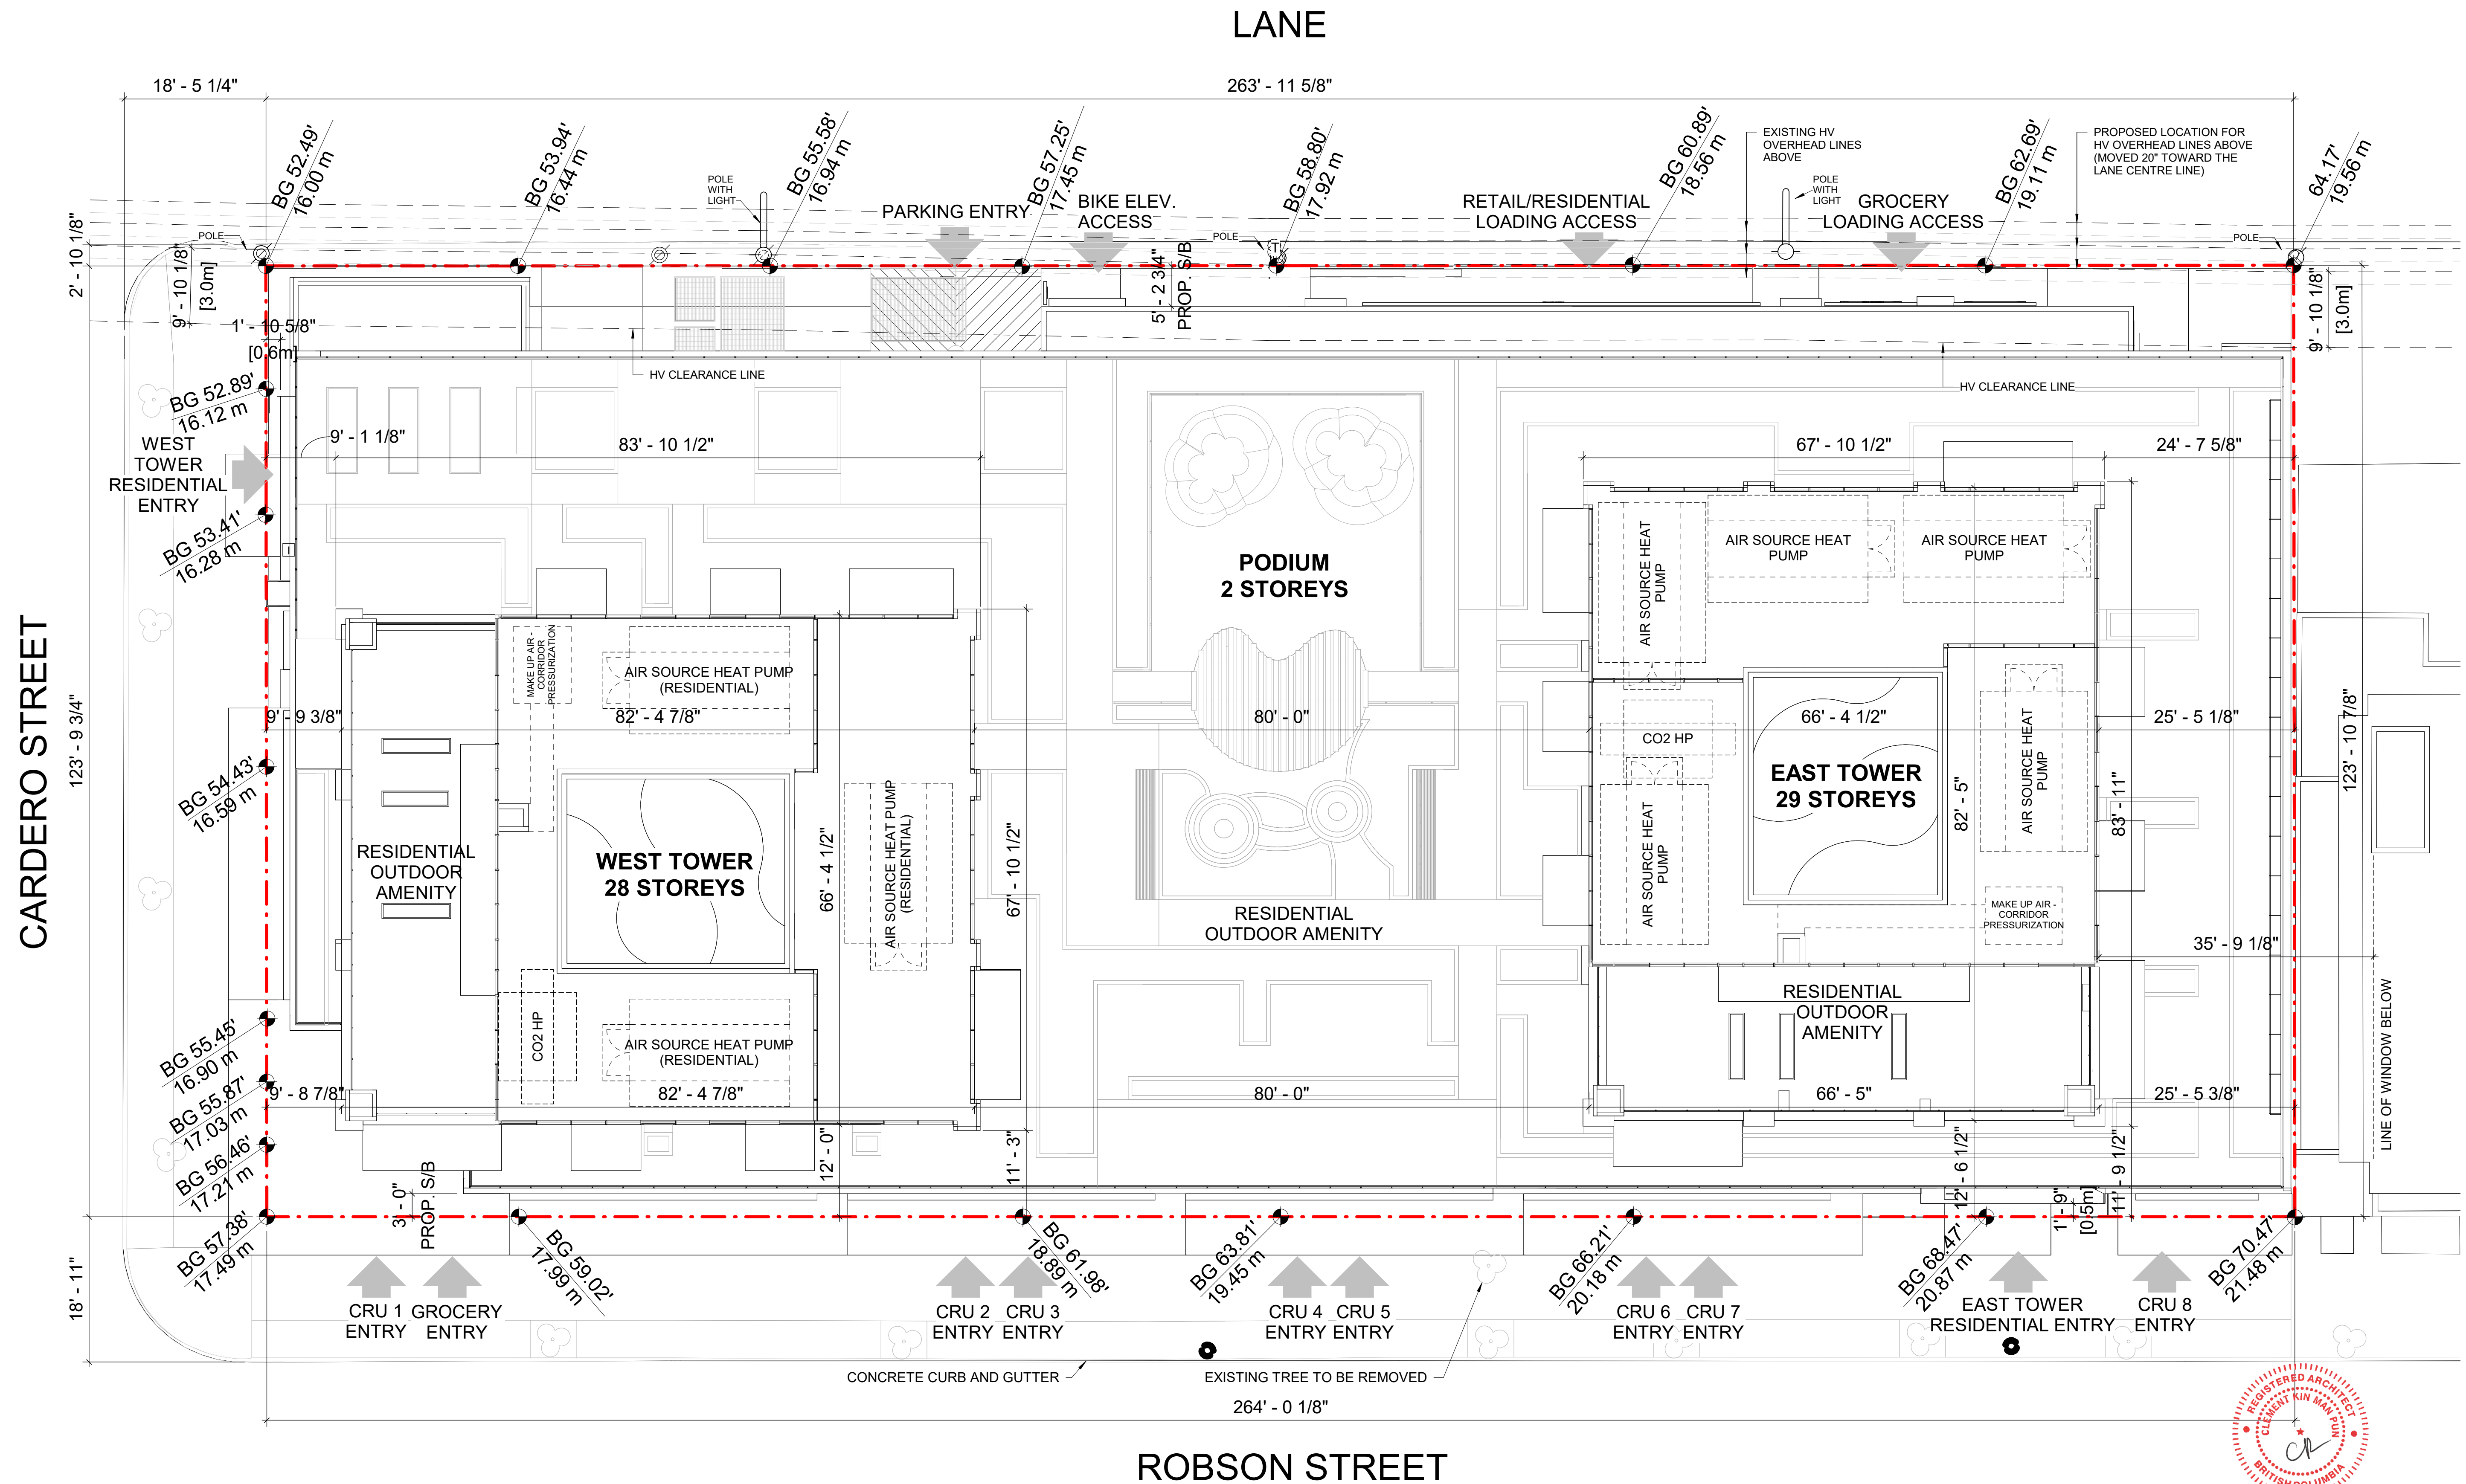 LANE
18' - 5 1/4"
263' - 11 5/8"
BG 52.49'
16.00 m
BG 53.94'
16.44 m
BG 55.58'
16.94 m
BG 57.25'
17.45 m
BG 58.80'
17.92 m
BG 60.89'
18.56 m
BG 62.69'
19.11 m
64.17'
19.56 m
EXISTING HV
OVERHEAD LINES
ABOVE
PROPOSED LOCATION FOR
HV OVERHEAD LINES ABOVE
(MOVED 20" TOWARD THE
LANE CENTRE LINE)
POLE
WITH
LIGHT
POLE
WITH
LIGHT
PARKING ENTRY
BIKE ELEV.
ACCESS
RETAIL/RESIDENTIAL
LOADING ACCESS
GROCERY
LOADING ACCESS
POLE
POLE
POLE
T
2' - 10 1/8"
9' - 10 1/8"
[3.0m]
5' - 2 3/4"
PROP. S/B
9' - 10 1/8"
[3.0m]
1' - 10 5/8"
[0.6m]
HV CLEARANCE LINE
HV CLEARANCE LINE
BG 52.89'
16.12 m
WEST
TOWER
RESIDENTIAL
ENTRY
9' - 1 1/8"
83' - 10 1/2"
67' - 10 1/2"
24' - 7 5/8"
BG 53.41'
16.28 m
PODIUM
2 STOREYS
AIR SOURCE HEAT
PUMP
AIR SOURCE HEAT
PUMP
AIR SOURCE HEAT
PUMP
CARDERO STREET
123' - 9 3/4"
MAKE UP AIR -
CORRIDOR
PRESSURIZATION
AIR SOURCE HEAT PUMP
(RESIDENTIAL)
9' - 9 3/8"
82' - 4 7/8"
80' - 0"
66' - 4 1/2"
25' - 5 1/8"
123' - 10 7/8"
CO2 HP
AIR SOURCE HEAT
PUMP
EAST TOWER
29 STOREYS
82' - 5"
83' - 11"
BG 54.43'
16.59 m
RESIDENTIAL
OUTDOOR
AMENITY
WEST TOWER
28 STOREYS
66' - 4 1/2"
AIR SOURCE HEAT PUMP
(RESIDENTIAL)
67' - 10 1/2"
AIR SOURCE HEAT
PUMP
MAKE UP AIR -
CORRIDOR
PRESSURIZATION
RESIDENTIAL
OUTDOOR AMENITY
35' - 9 1/8"
LINE OF WINDOW BELOW
RESIDENTIAL
OUTDOOR
AMENITY
BG 55.45'
16.90 m
CO2 HP
AIR SOURCE HEAT PUMP
(RESIDENTIAL)
BG 55.87'
17.03 m
9' - 8 7/8"
82' - 4 7/8"
80' - 0"
66' - 5"
25' - 5 3/8"
BG 56.46'
17.21 m
3' - 0"
PROP. S/B
12' - 0"
11' - 3"
12' - 6 1/2"
1' - 9"
[0.5m]
11' - 9 1/2"
BG 57.38'
17.49 m
BG 59.02'
17.99 m
BG 61.98'
18.89 m
BG 63.81'
19.45 m
BG 66.21'
20.18 m
BG 68.47'
20.87 m
BG 70.47'
21.48 m
18' - 11"
CRU 1
ENTRY
GROCERY
ENTRY
CRU 2
ENTRY
CRU 3
ENTRY
CRU 4
ENTRY
CRU 5
ENTRY
CRU 6
ENTRY
CRU 7
ENTRY
EAST TOWER
RESIDENTIAL ENTRY
CRU 8
ENTRY
CONCRETE CURB AND GUTTER
EXISTING TREE TO BE REMOVED
264' - 0 1/8"
ROBSON STREET
REGISTERED ARCHITECT
CLEMENT KIN MAN PUN
BRITISH COLUMBIA